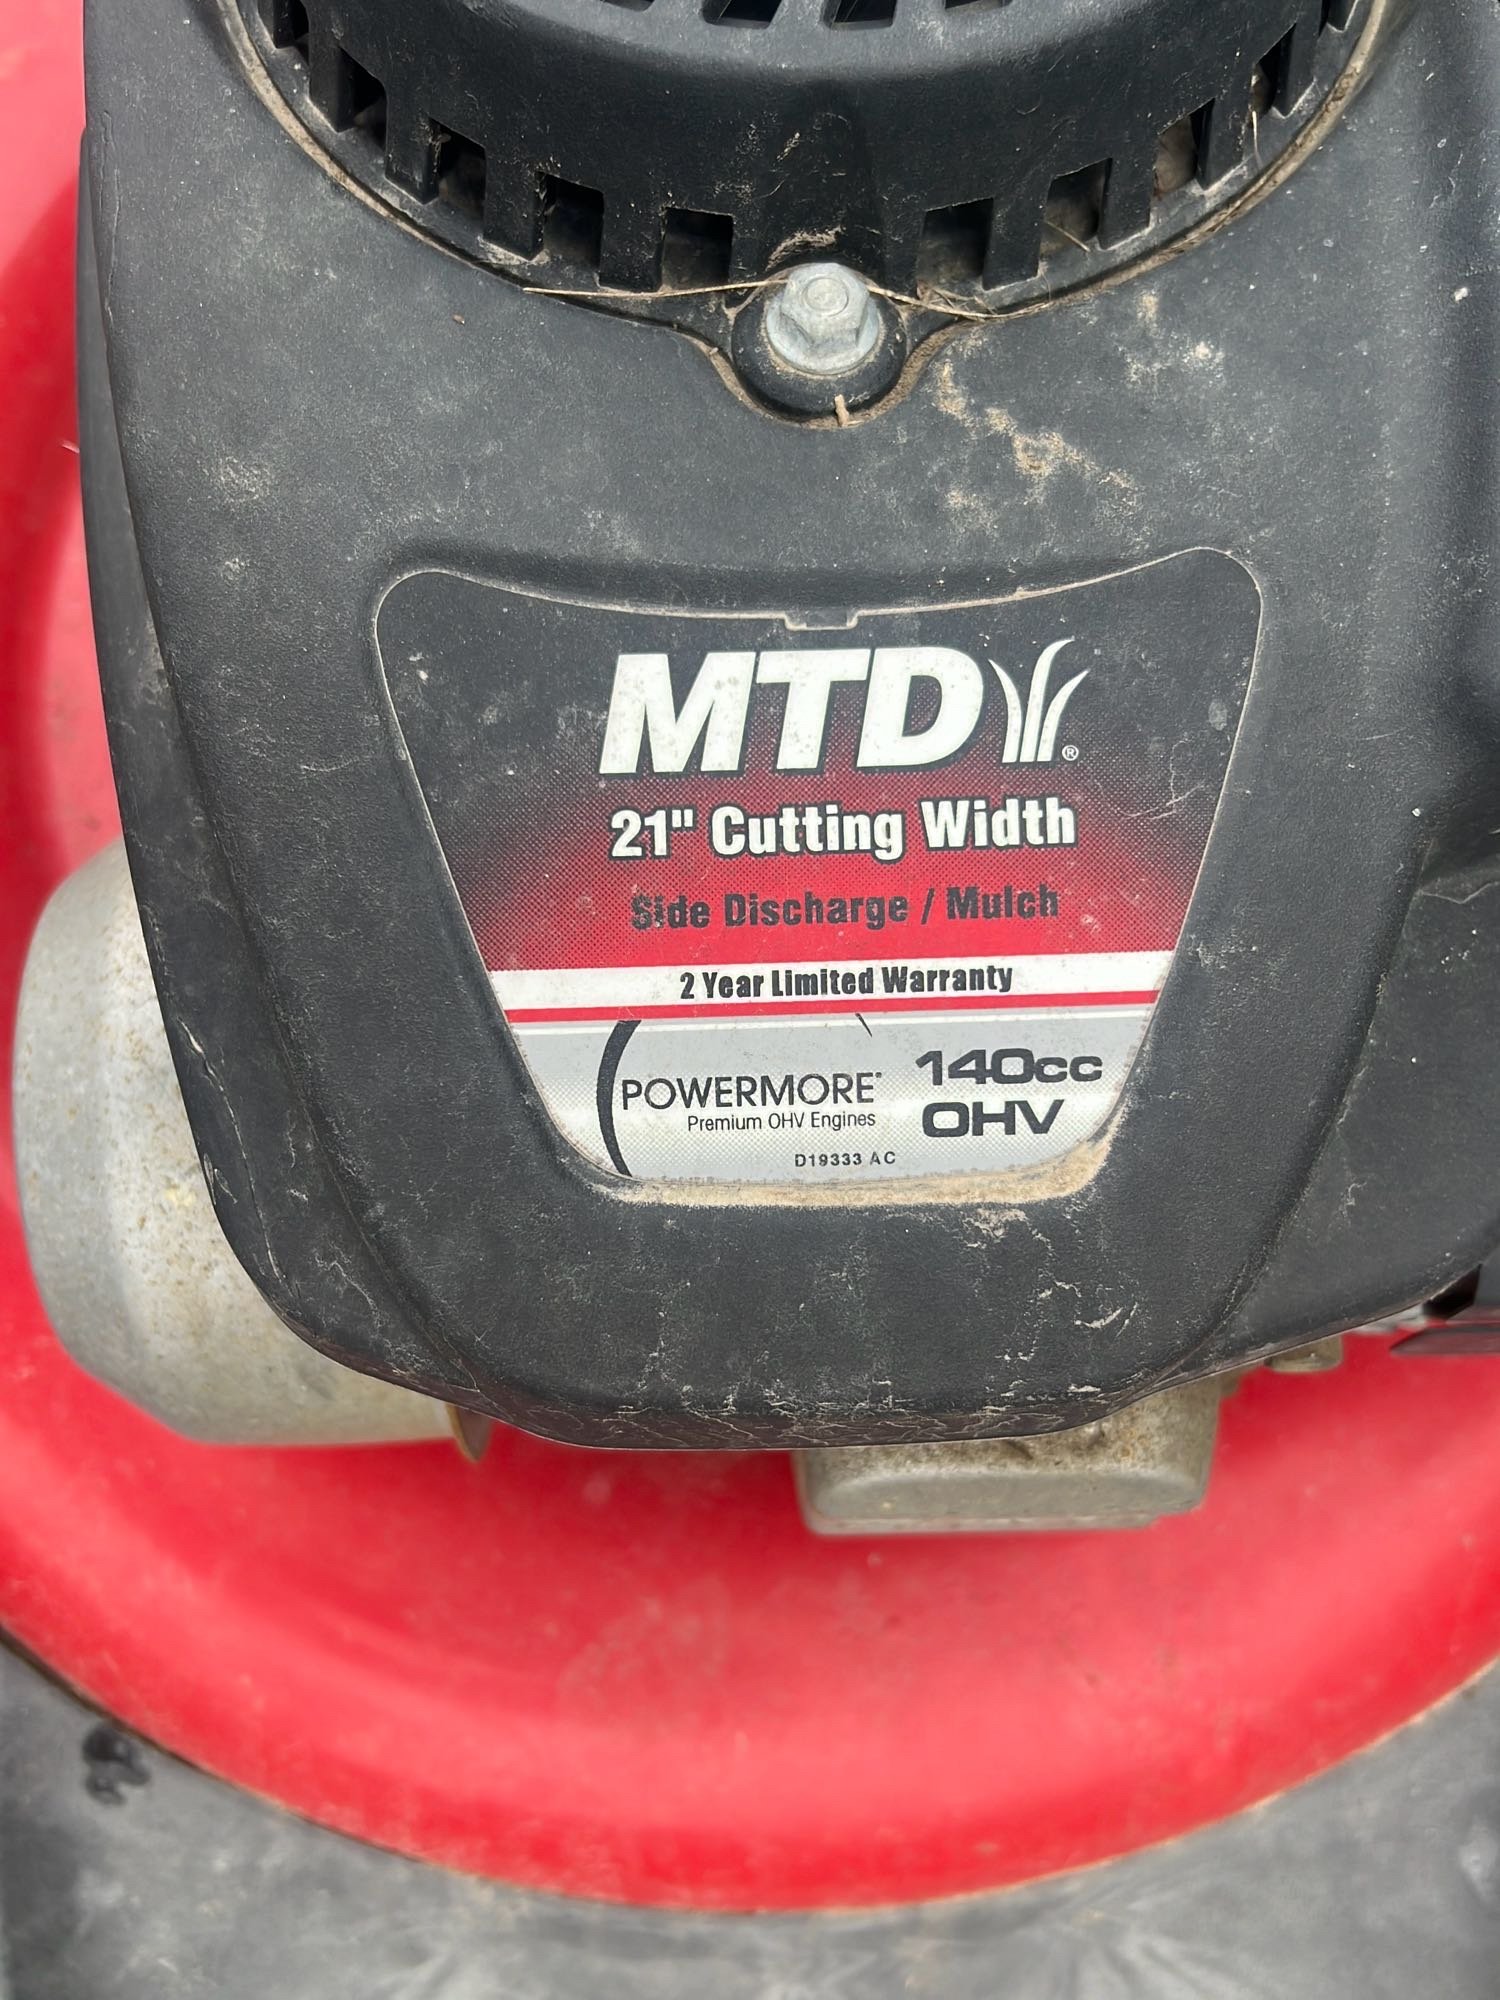 MTD®
21" Cutting Width
Side Discharge / Mulch
2 Year Limited Warranty
POWERMORE® 140cc
Premium OHV Engines OHV
D19333 AC